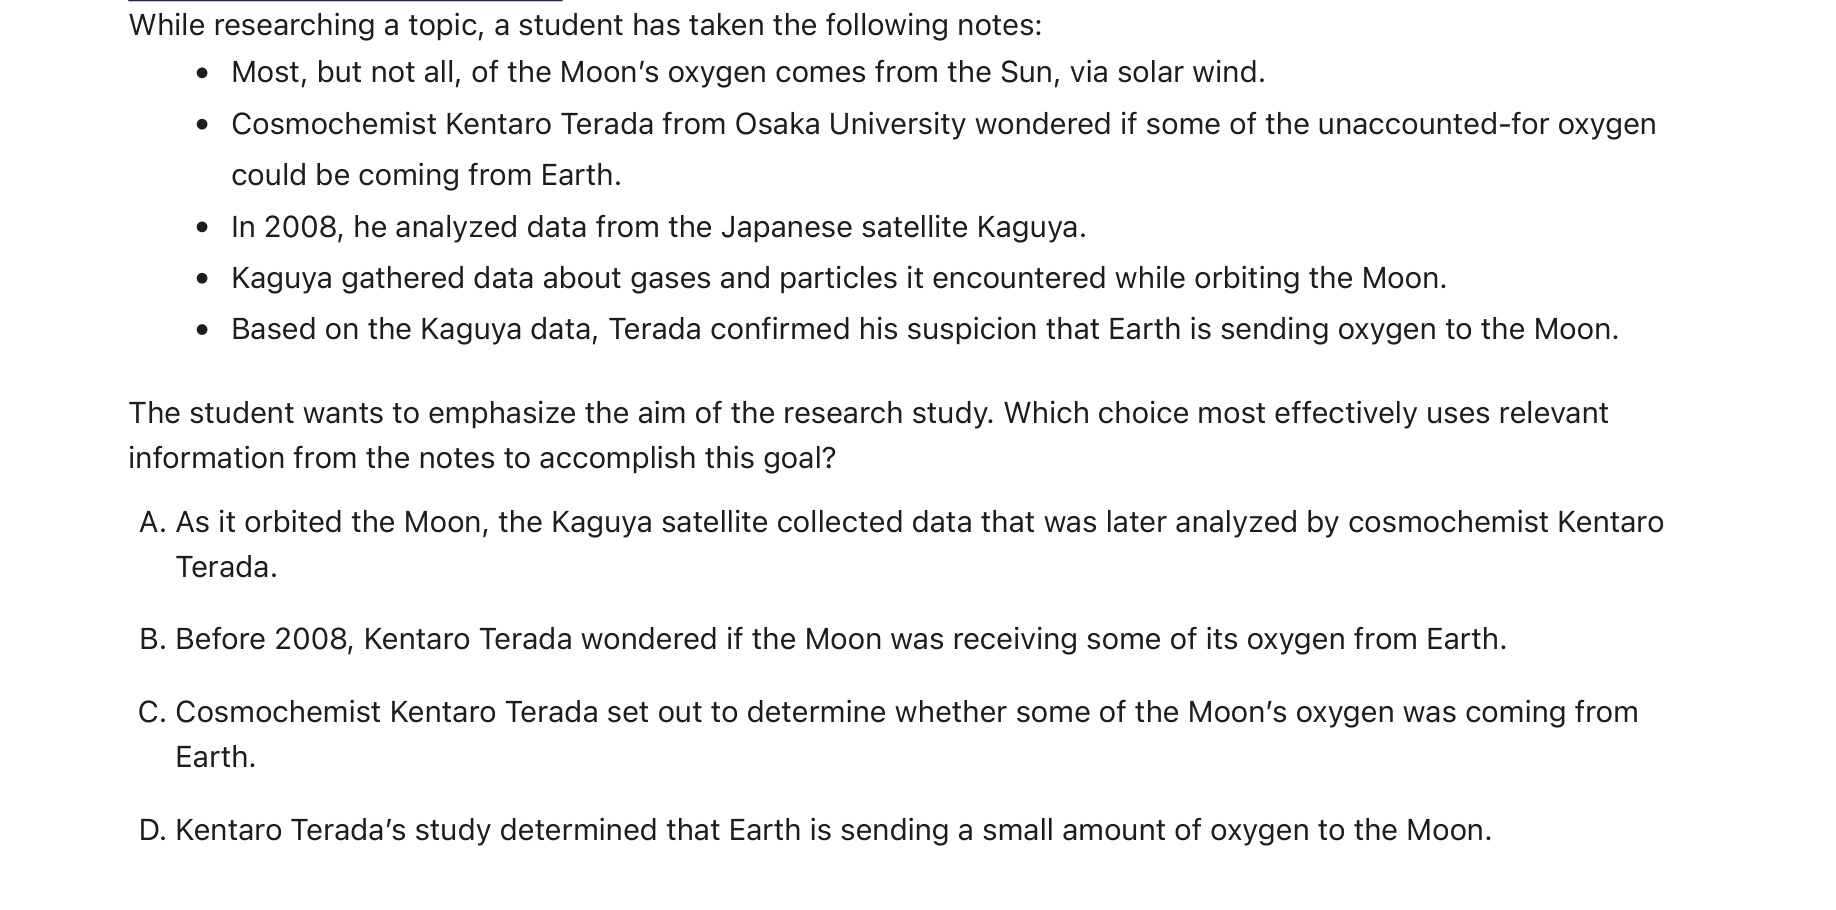 While researching a topic, a student has taken the following notes:
• Most, but not all, of the Moon’s oxygen comes from the Sun, via solar wind.
• Cosmochemist Kentaro Terada from Osaka University wondered if some of the unaccounted-for oxygen
could be coming from Earth.
• In 2008, he analyzed data from the Japanese satellite Kaguya.
• Kaguya gathered data about gases and particles it encountered while orbiting the Moon.
• Based on the Kaguya data, Terada confirmed his suspicion that Earth is sending oxygen to the Moon.
The student wants to emphasize the aim of the research study. Which choice most effectively uses relevant
information from the notes to accomplish this goal?
A. As it orbited the Moon, the Kaguya satellite collected data that was later analyzed by cosmochemist Kentaro
Terada.
B. Before 2008, Kentaro Terada wondered if the Moon was receiving some of its oxygen from Earth.
C. Cosmochemist Kentaro Terada set out to determine whether some of the Moon’s oxygen was coming from
Earth.
D. Kentaro Terada’s study determined that Earth is sending a small amount of oxygen to the Moon.